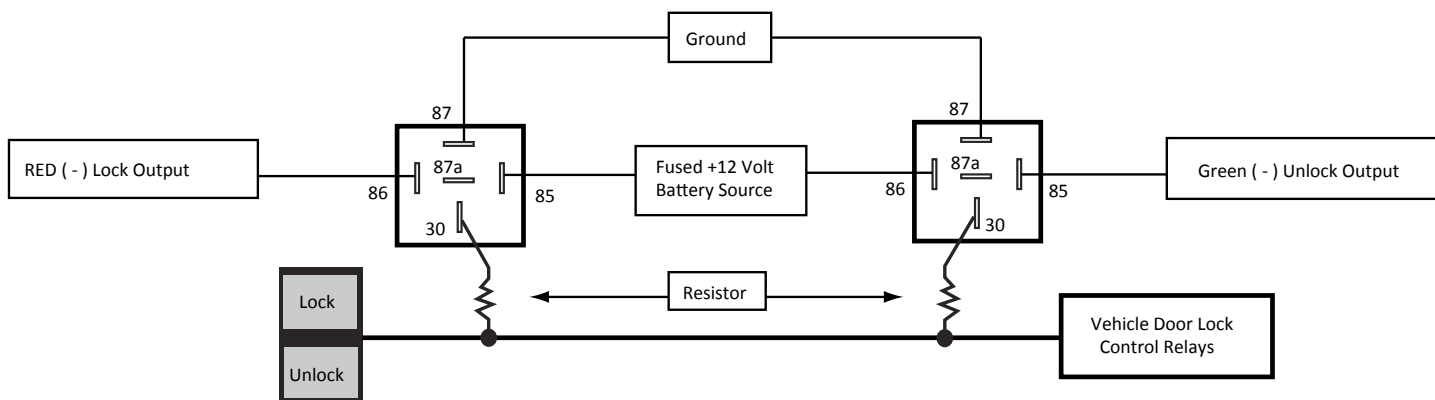 Ground
87
87
RED ( - ) Lock Output
87a
86
85
30
Fused +12 Volt
Battery Source
87a
86
85
30
Green ( - ) Unlock Output
Lock
Unlock
Resistor
Vehicle Door Lock
Control Relays